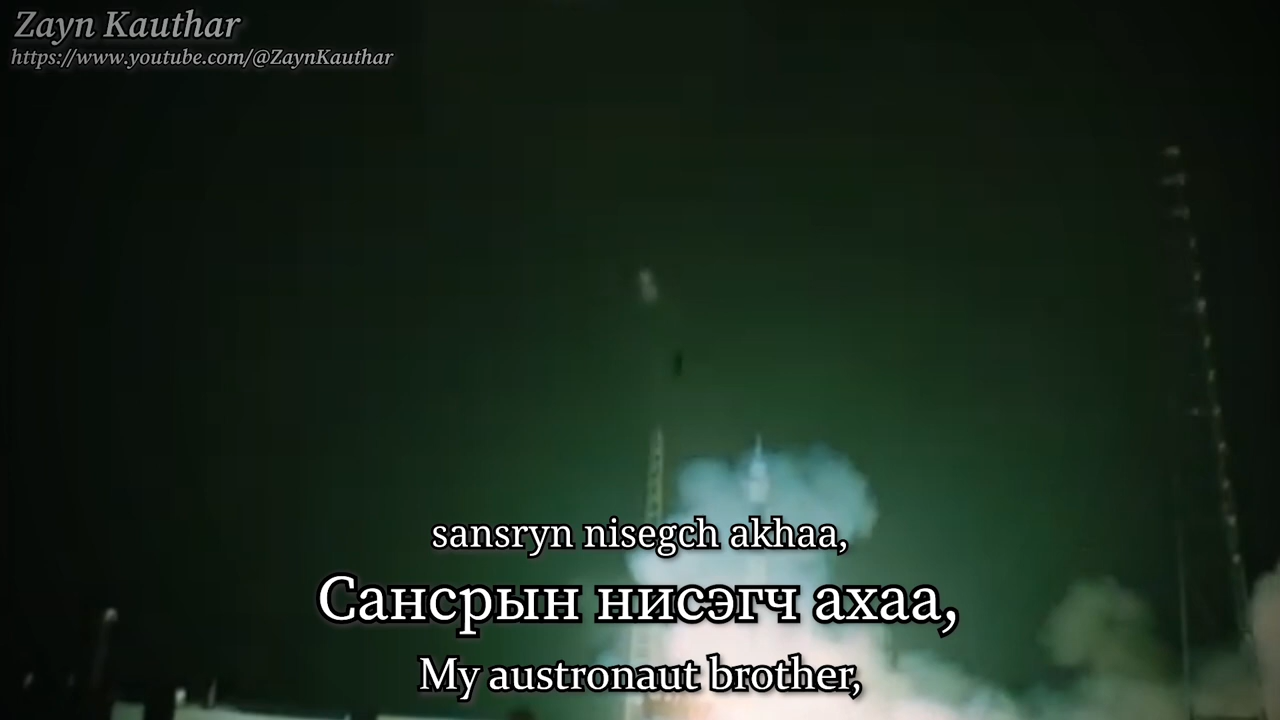 Zayn Kauthar
https://www.youtube.com/@ZaynKauthar
sansryn nisegch akhaa,
Сансрын нисэгч ахаа,
My austronaut brother,